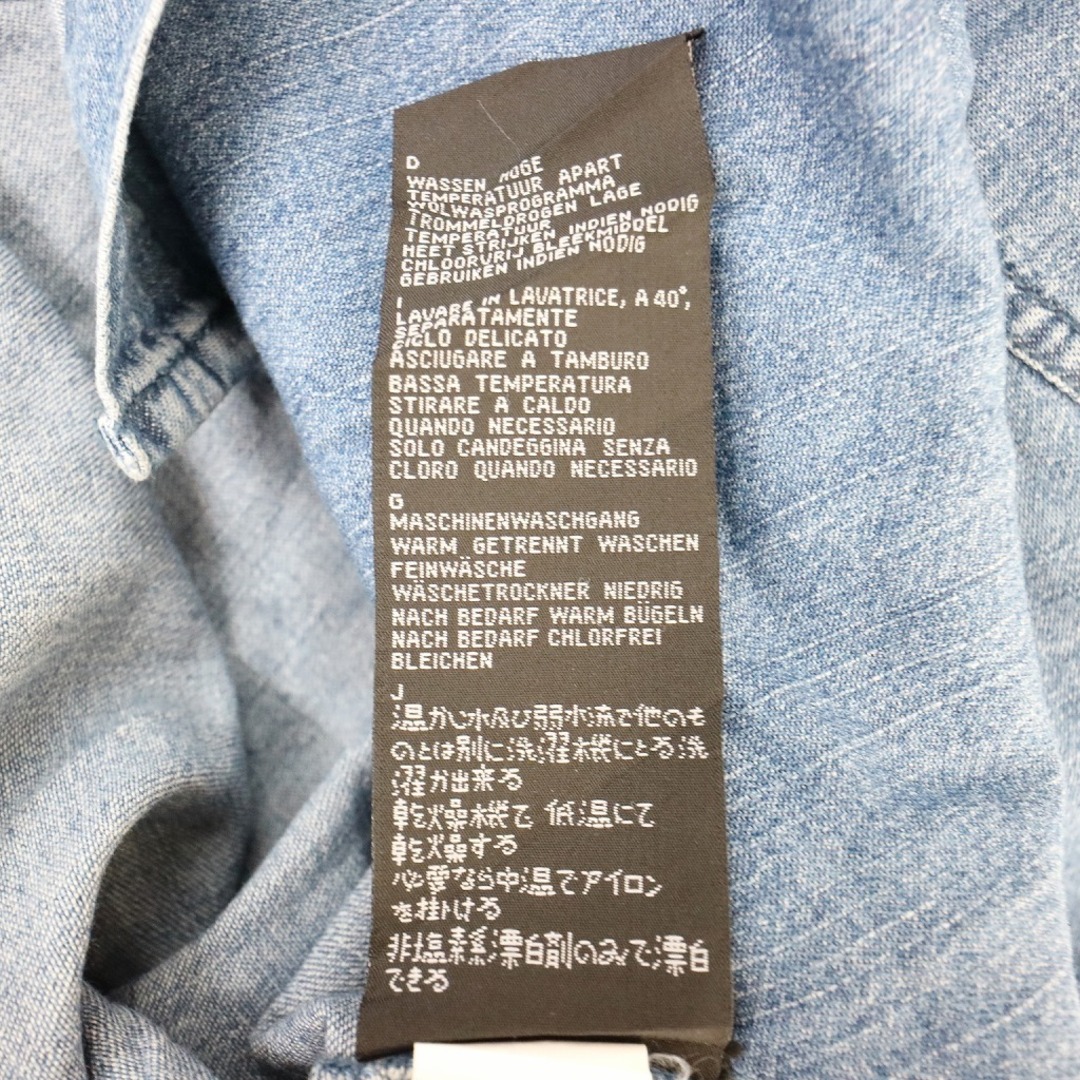 D
WASSEN HOGE
TEMPERATUUR APART
WOLWASPROGRAMMA
TROMMELDROGEN LAGE
TEMPERATUUR
HEET STRIJKEN INDIEN NODIG
CHLOORVRIJ BLEEKMIDDEL
GEBRUIKEN INDIEN NODIG
I
LAVARE IN LAVATRICE, A 40°,
SEPARATAMENTE
CICLO DELICATO
ASCIUGARE A TAMBURO
BASSA TEMPERATURA
STIRARE A CALDO
QUANDO NECESSARIO
SOLO CANDEGGINA SENZA
CLORO QUANDO NECESSARIO
G
MASCHINENWASCHGANG
WARM GETRENNT WASCHEN
FEINWÄSCHE
WÄSCHETROCKNER NIEDRIG
NACH BEDARF WARM BÜGELN
NACH BEDARF CHLORFREI
BLEICHEN
J
温かい水及び弱水流で他のも
のとは別に洗濯機にとる洗
濯が出来る
乾燥機で 低温にて
乾燥する
必要なら中温でアイロン
を掛ける
非塩素系漂白剤のみで漂白
できる